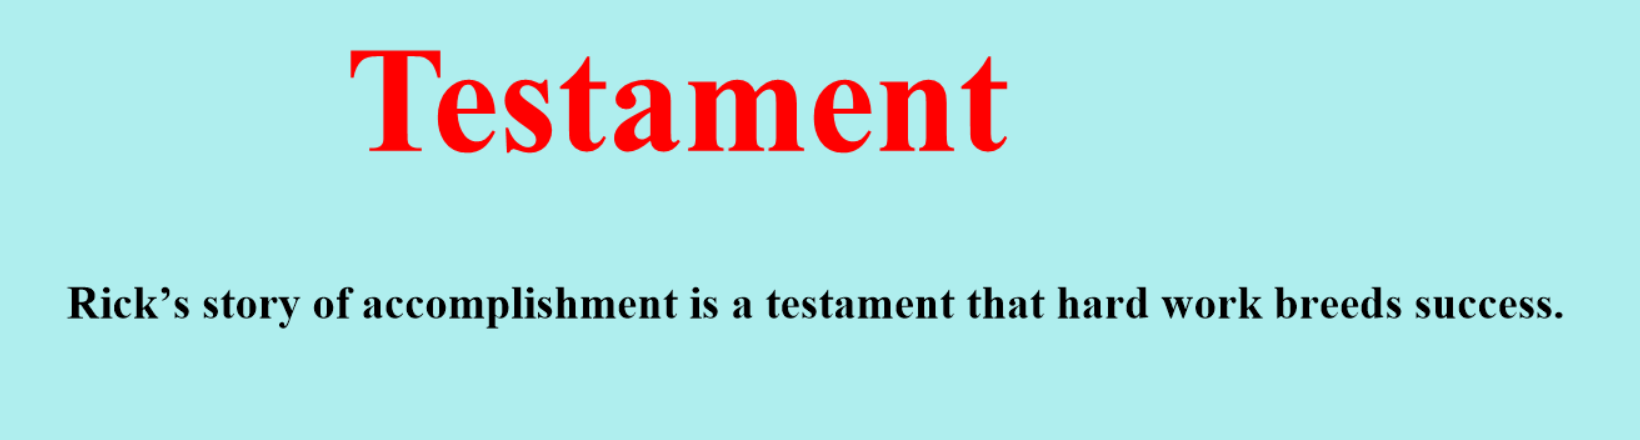 Testament
Rick’s story of accomplishment is a testament that hard work breeds success.